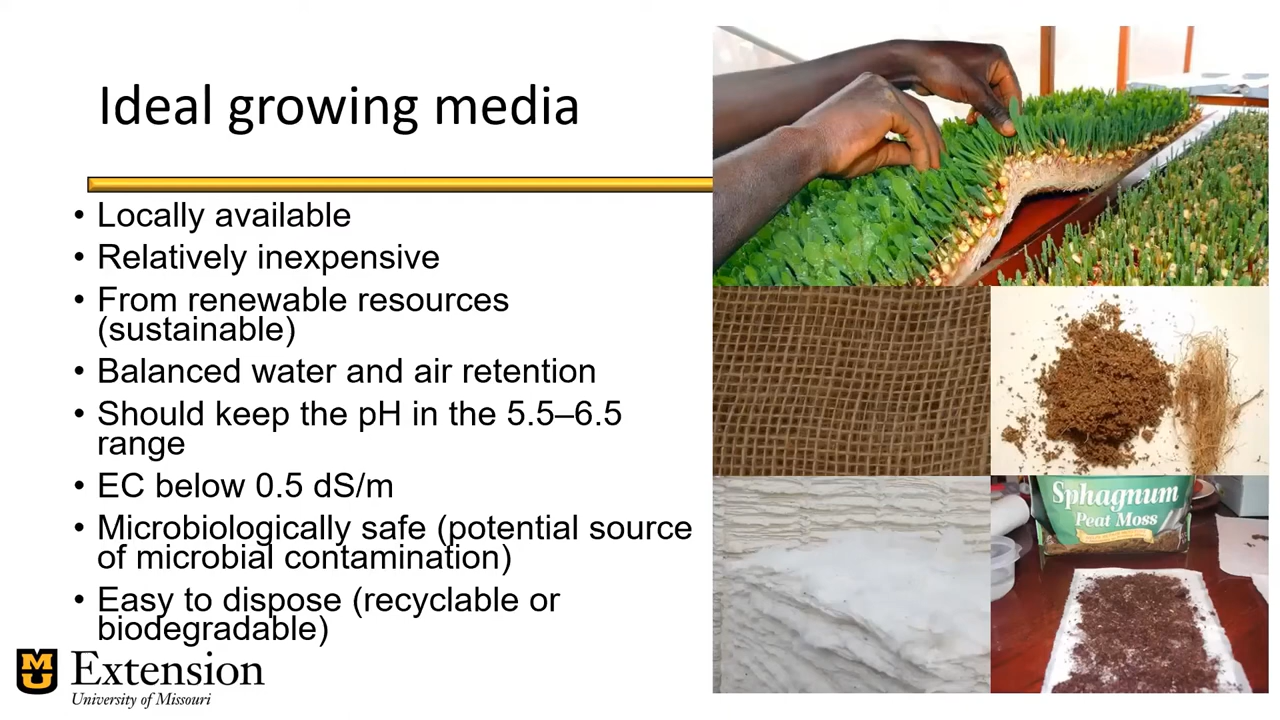 Ideal growing media
• Locally available
• Relatively inexpensive
• From renewable resources
(sustainable)
• Balanced water and air retention
• Should keep the pH in the 5.5–6.5
range
• EC below 0.5 dS/m
• Microbiologically safe (potential source
of microbial contamination)
• Easy to dispose (recyclable or
biodegradable)
Sphagnum
Peat Moss
MU
Extension
University of Missouri